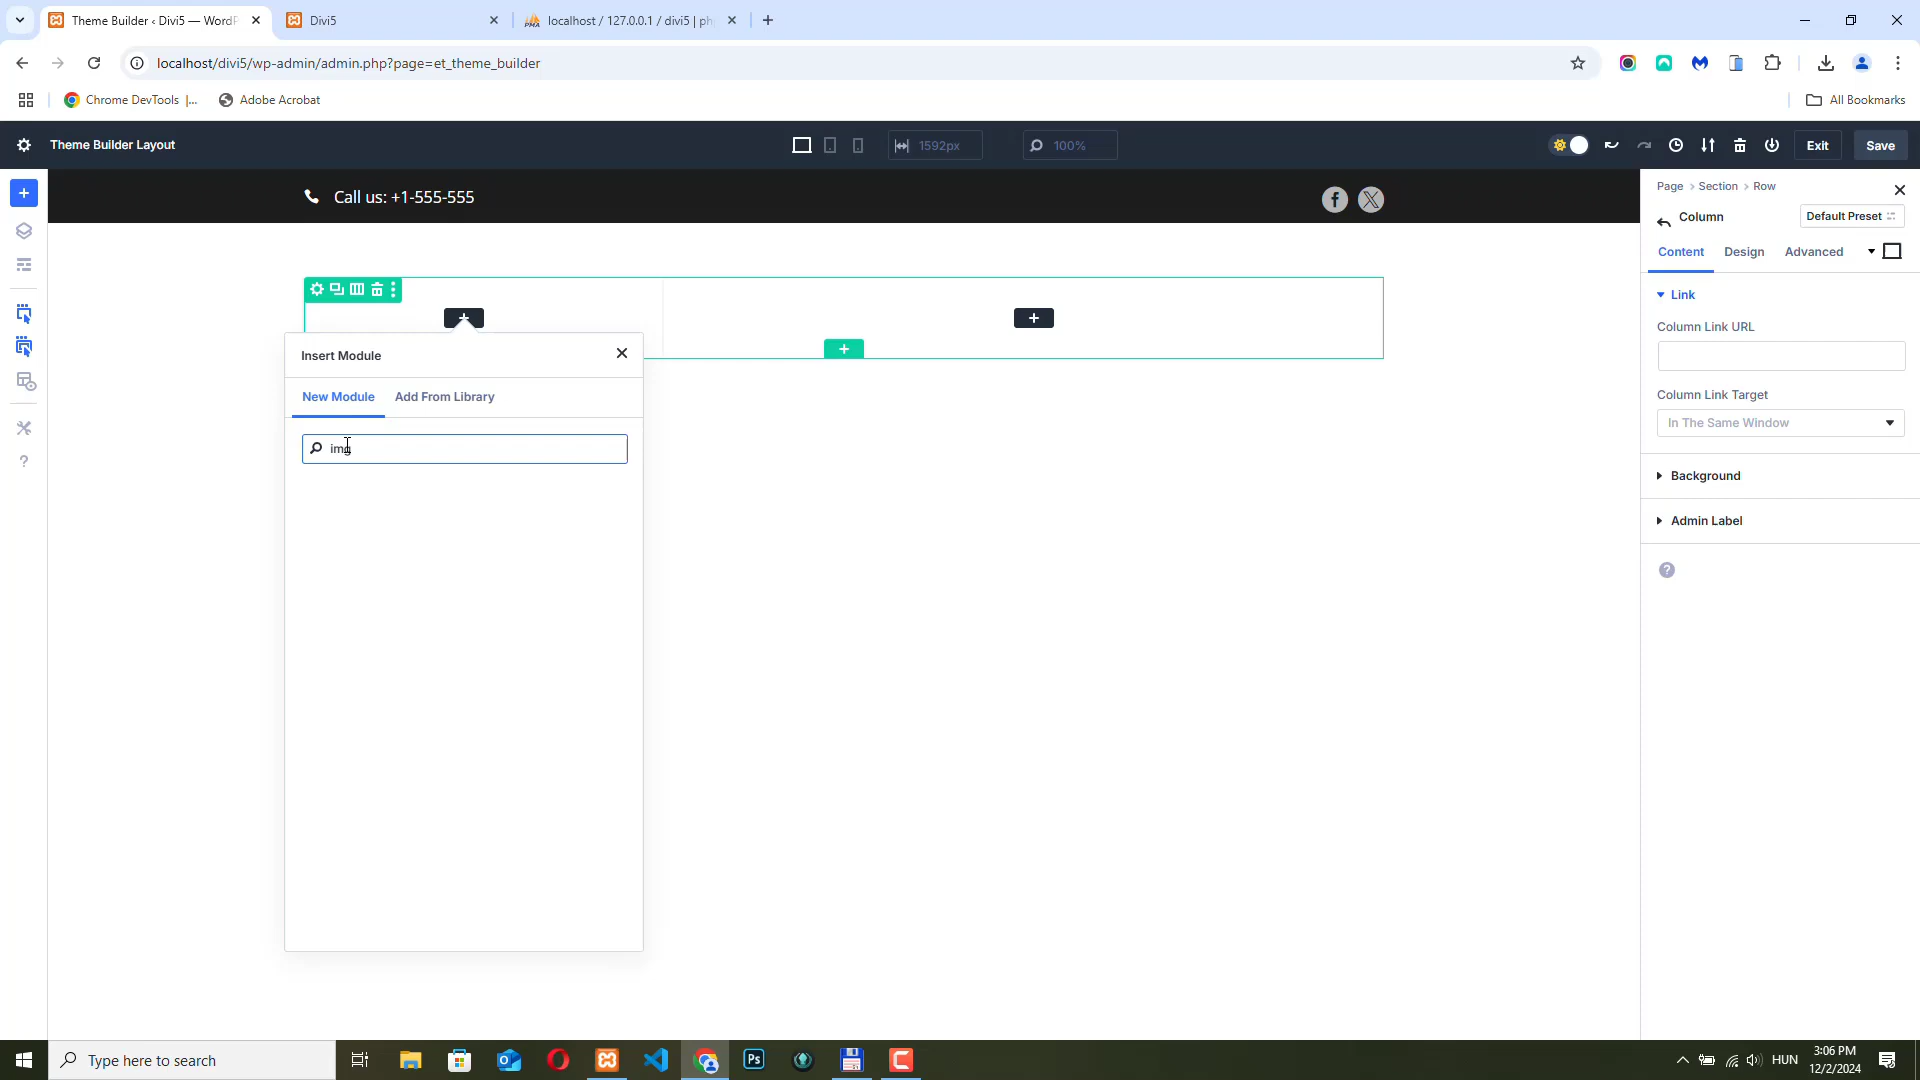 Theme Builder ‹ Divi5 — WordP
Divi5
localhost / 127.0.0.1 / divi5 | ph
localhost/divi5/wp-admin/admin.php?page=et_theme_builder
Chrome DevTools |...
Adobe Acrobat
All Bookmarks
Theme Builder Layout
1592px
100%
Exit
Save
Call us: +1-555-555
Page > Section > Row
Column
Default Preset
Content
Design
Advanced
Link
Column Link URL
Column Link Target
In The Same Window
Background
Admin Label
Insert Module
New Module
Add From Library
img
Type here to search
HUN
3:06 PM
12/2/2024